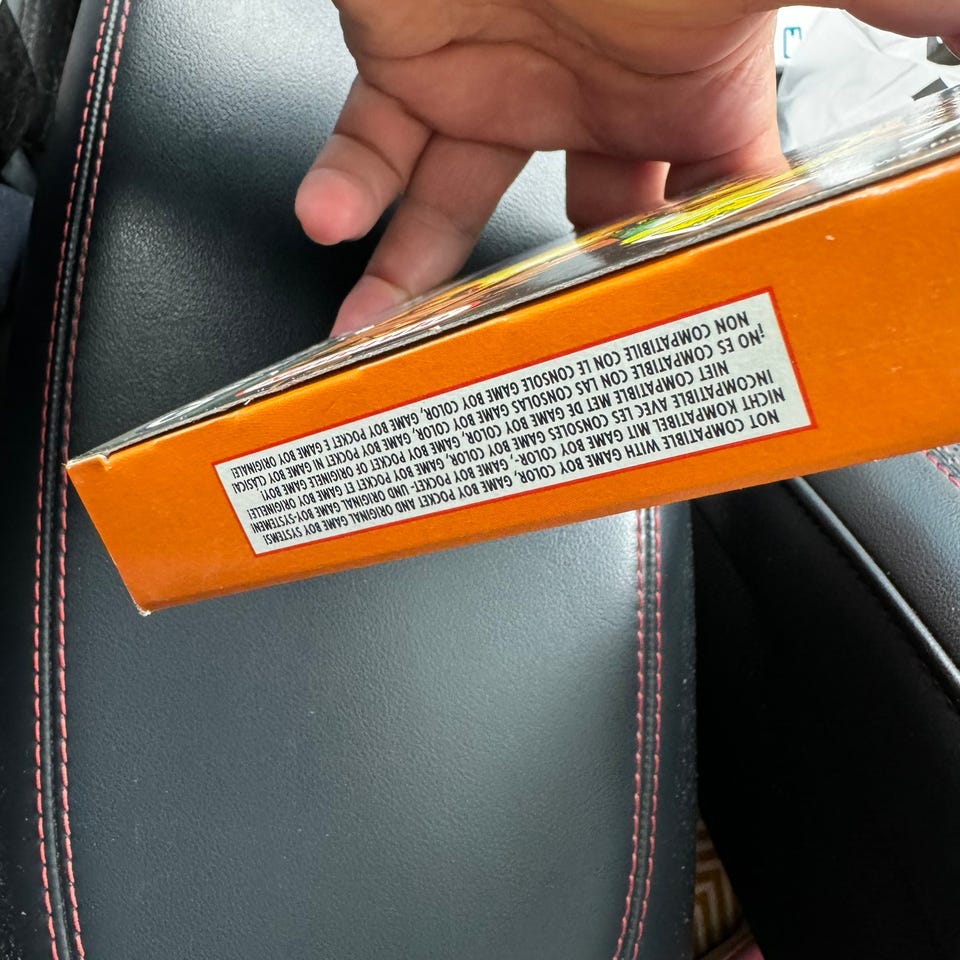 NOT COMPATIBLE WITH GAME BOY COLOR, GAME BOY POCKET AND ORIGINAL GAME BOY SYSTEMS!
NICHT KOMPATIBEL MIT GAME BOY COLOR-, GAME BOY POCKET- UND ORIGINAL GAME BOY-SYSTEMEN!
INCOMPATIBLE AVEC LES CONSOLES GAME BOY COLOR, GAME BOY POCKET ET GAME BOY ORIGINELLE!
NIET COMPATIBEL MET DE GAME BOY COLOR, GAME BOY POCKET OF ORIGINELE GAME BOY!
¡NO ES COMPATIBLE CON LAS CONSOLAS GAME BOY COLOR, GAME BOY POCKET NI GAME BOY CLÁSICA!
NON COMPATIBILE CON LE CONSOLE GAME BOY COLOR, GAME BOY POCKET E GAME BOY ORIGINALE!